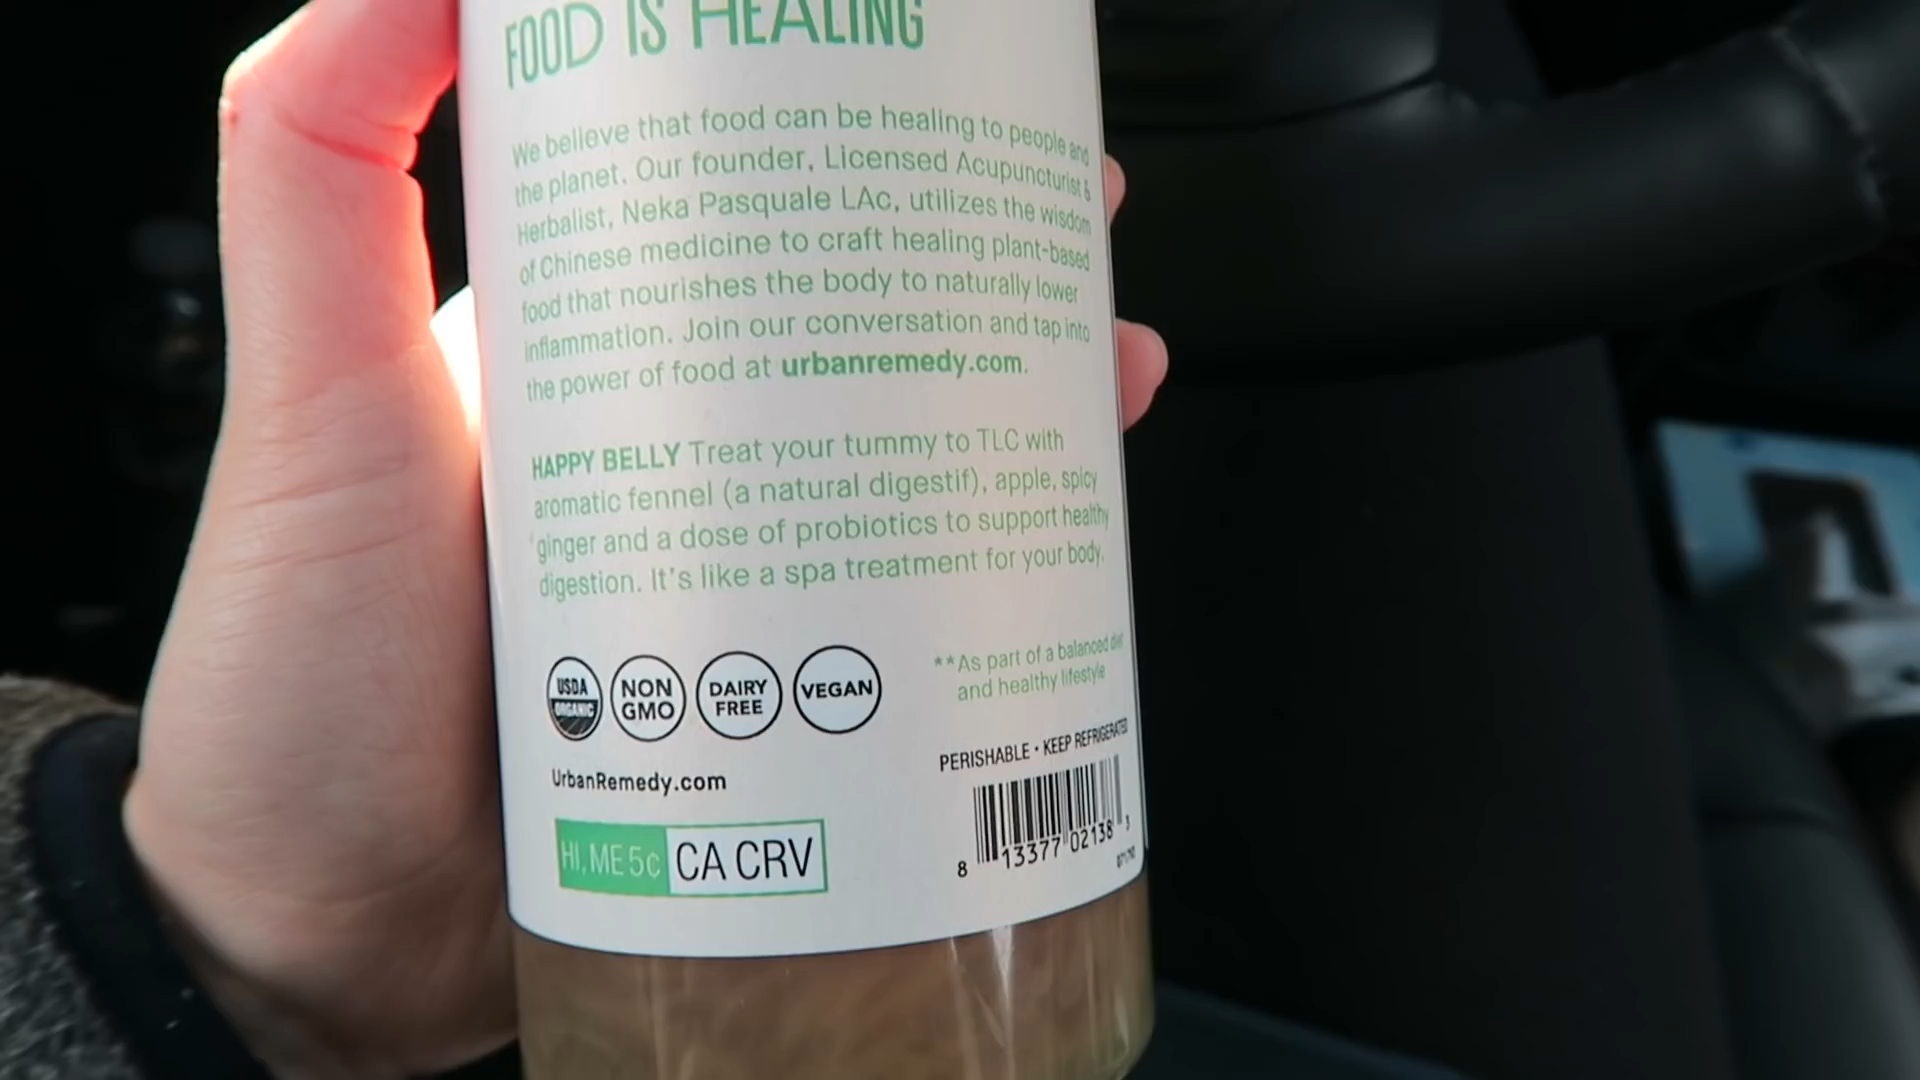 FOOD IS HEALING
We believe that food can be healing to people and
the planet. Our founder, Licensed Acupuncturist &
Herbalist, Neka Pasquale LAc, utilizes the wisdom
of Chinese medicine to craft healing plant-based
food that nourishes the body to naturally lower
inflammation. Join our conversation and tap into
the power of food at urbanremedy.com.
HAPPY BELLY Treat your tummy to TLC with
aromatic fennel (a natural digestif), apple, spicy
ginger and a dose of probiotics to support healthy
digestion. It's like a spa treatment for your body.
**As part of a balanced diet
and healthy lifestyle
USDA
ORGANIC
NON
GMO
DAIRY
FREE
VEGAN
PERISHABLE • KEEP REFRIGERATED
UrbanRemedy.com
HI, ME 5¢ CA CRV
8 13377 02138 3